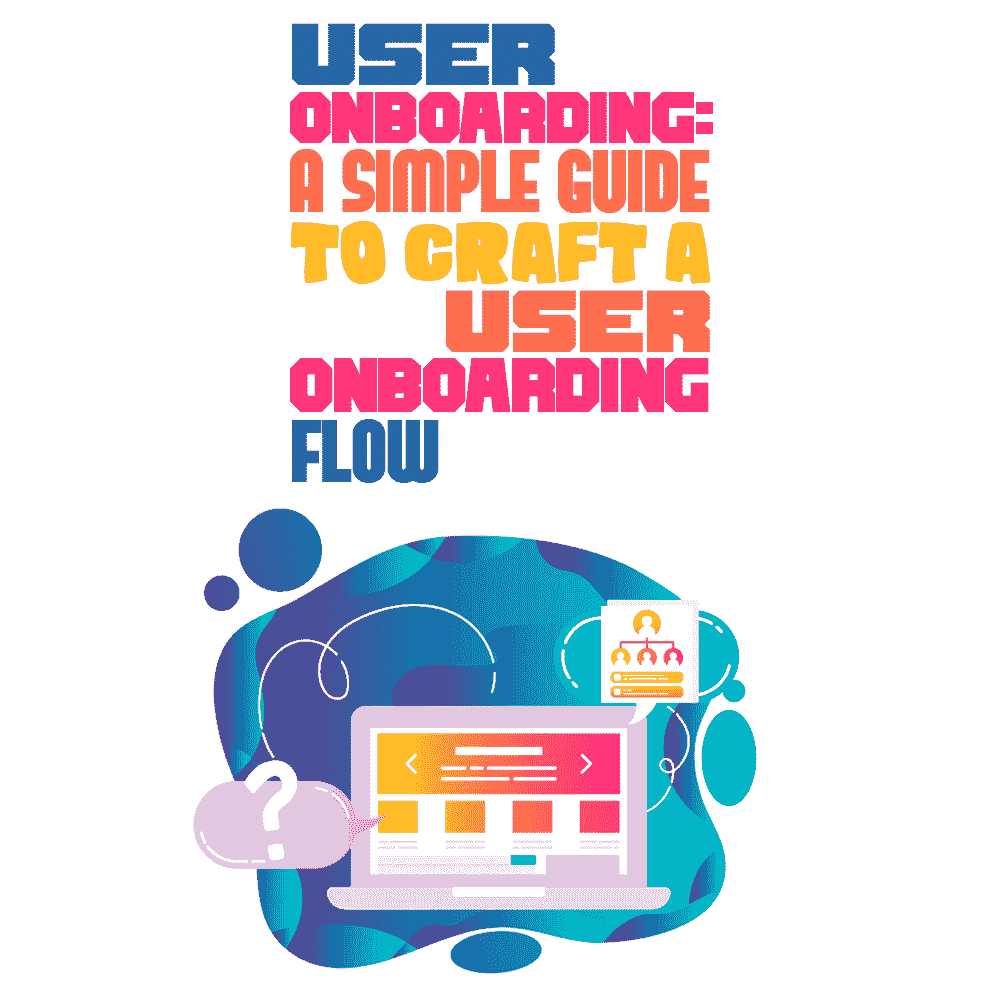 USER
ONBOARDING:
A SIMPLE GUIDE
TO CRAFT A
USER
ONBOARDING
FLOW
?